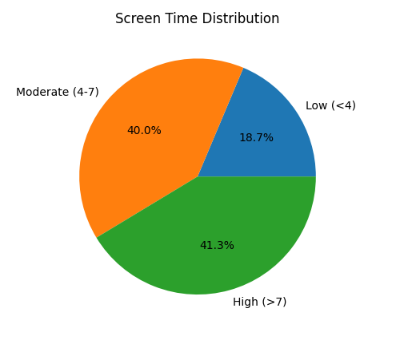 Screen Time Distribution
Moderate (4-7)
Low (<4)
40.0%
18.7%
41.3%
High (>7)